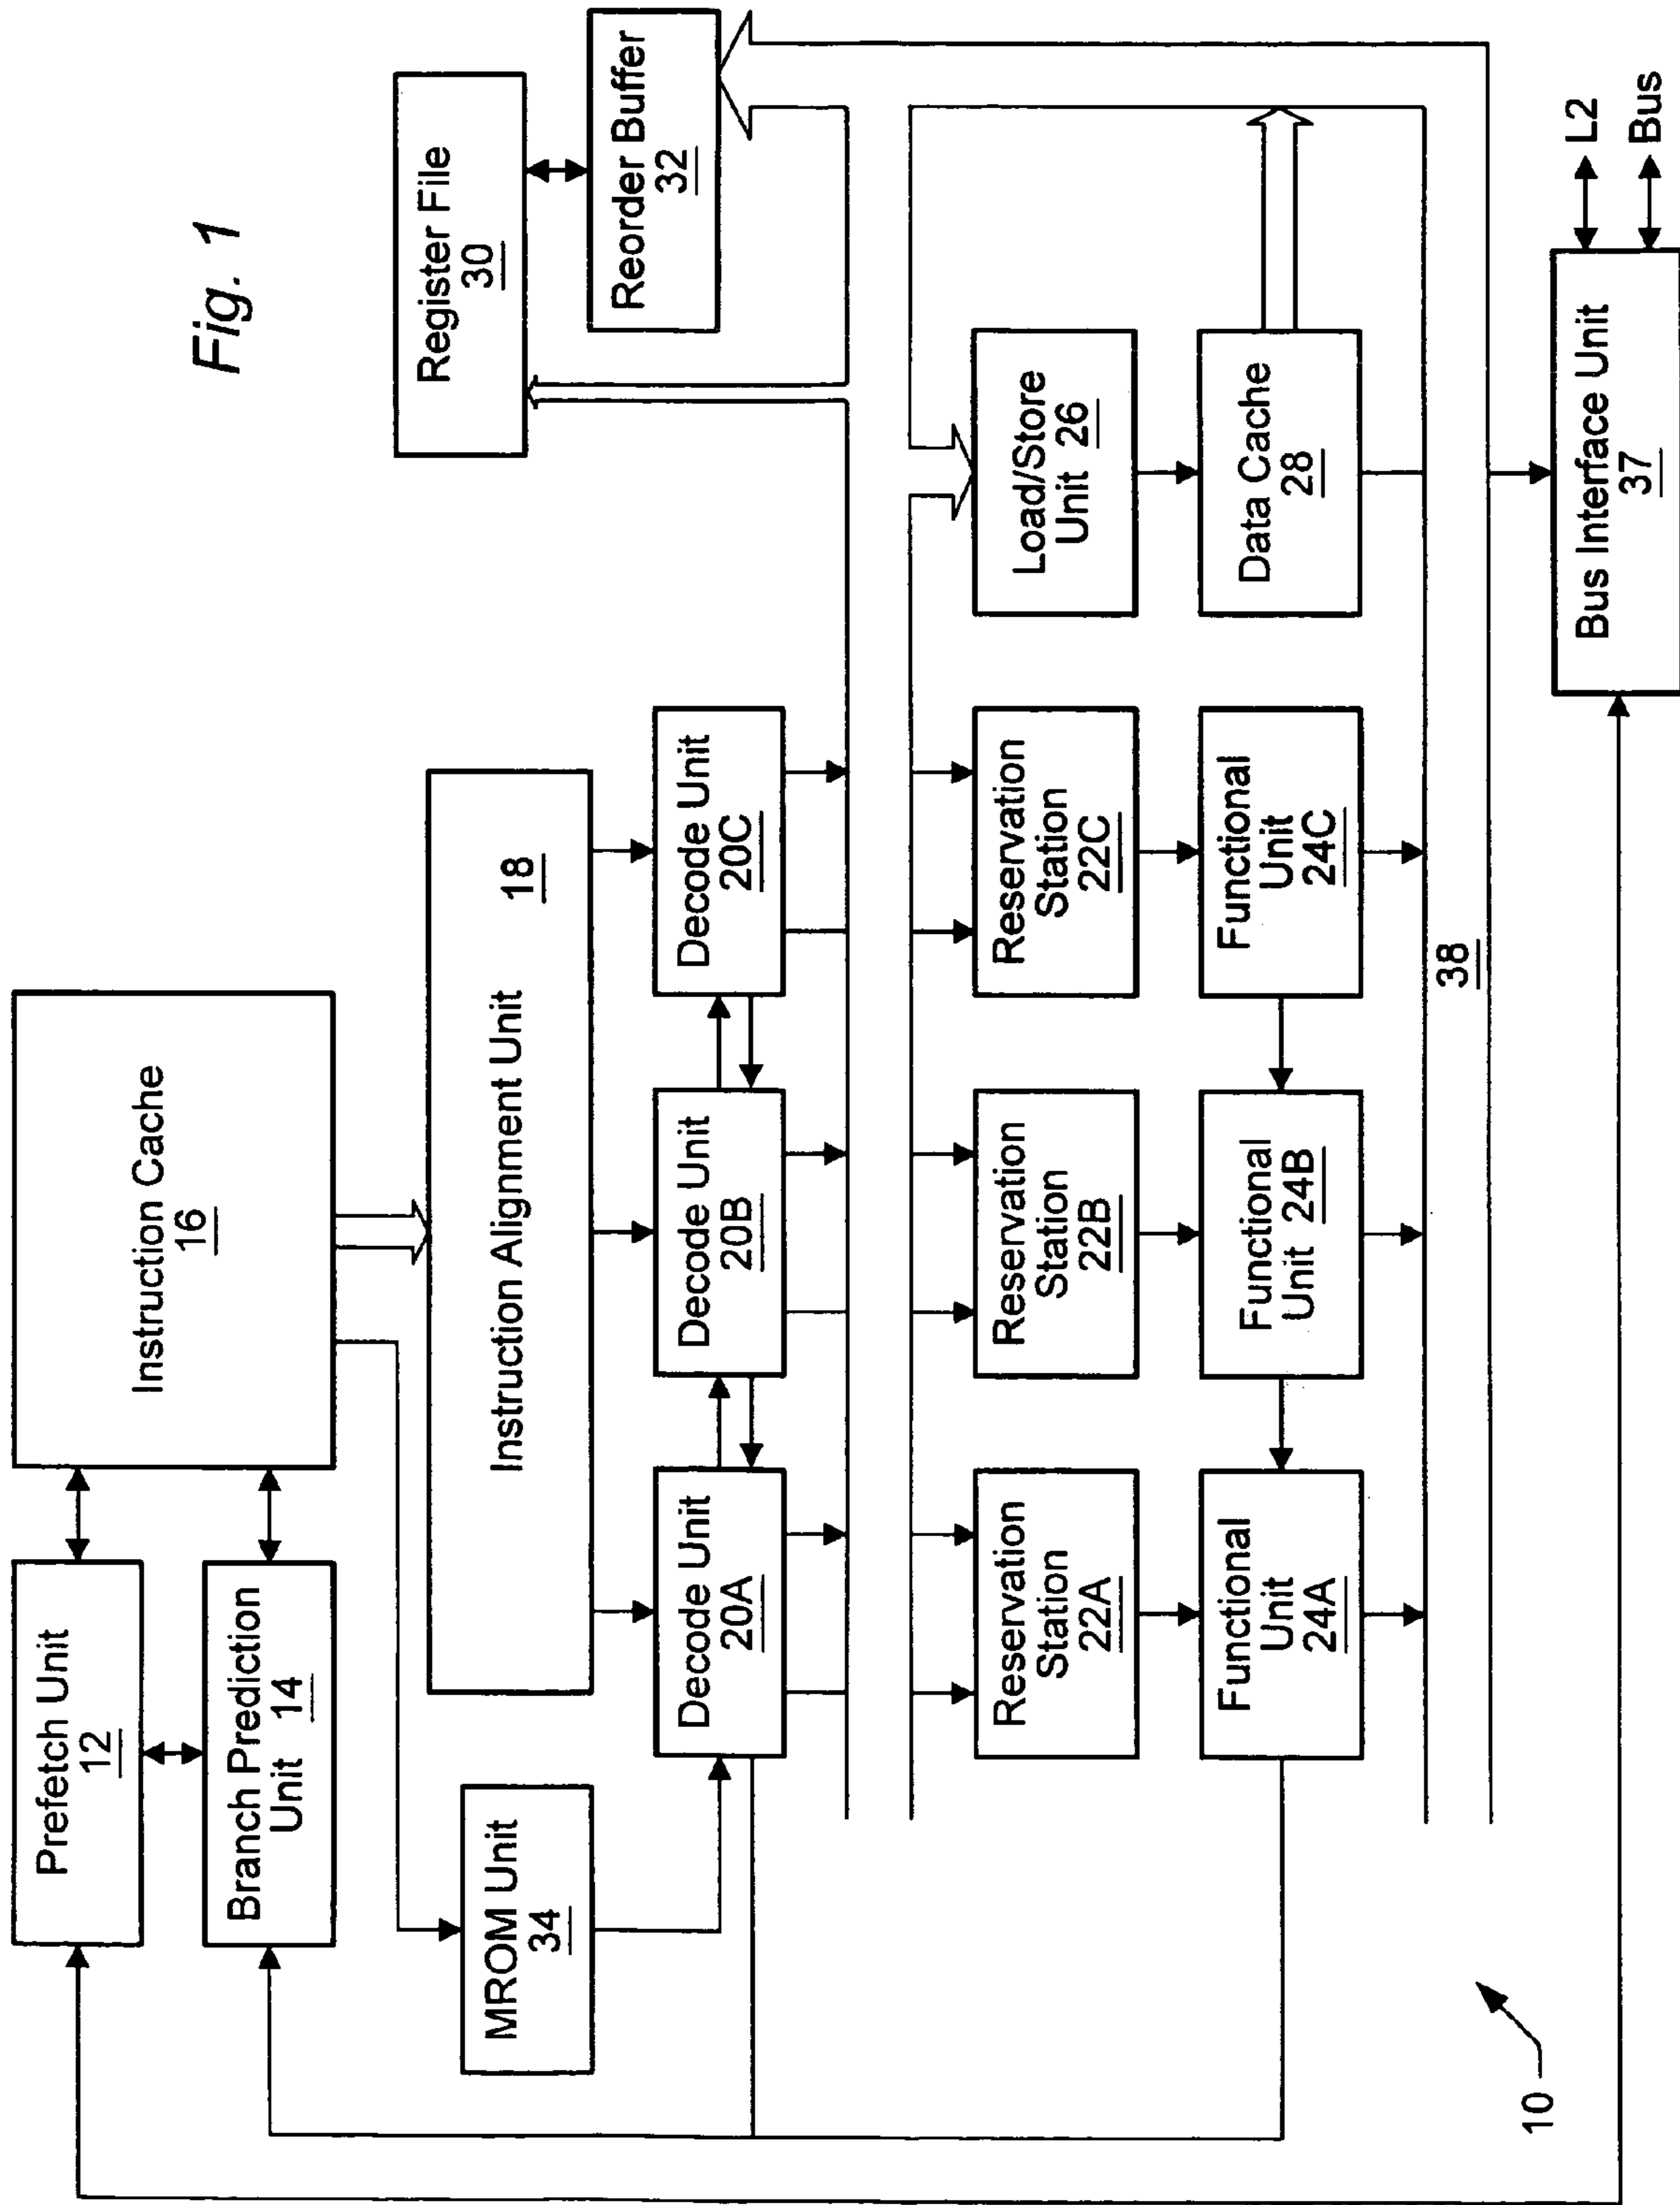 Fig. 1
Prefetch Unit
12
Branch Prediction
Unit 14
Instruction Cache
16
Register File
30
Reorder Buffer
32
MROM Unit
34
Instruction Alignment Unit 18
Decode Unit
20A
Decode Unit
20B
Decode Unit
20C
Reservation
Station
22A
Reservation
Station
22B
Reservation
Station
22C
Load/Store
Unit 26
Functional
Unit
24A
Functional
Unit 24B
Functional
Unit
24C
Data Cache
28
38
10
Bus Interface Unit
37
L2
Bus